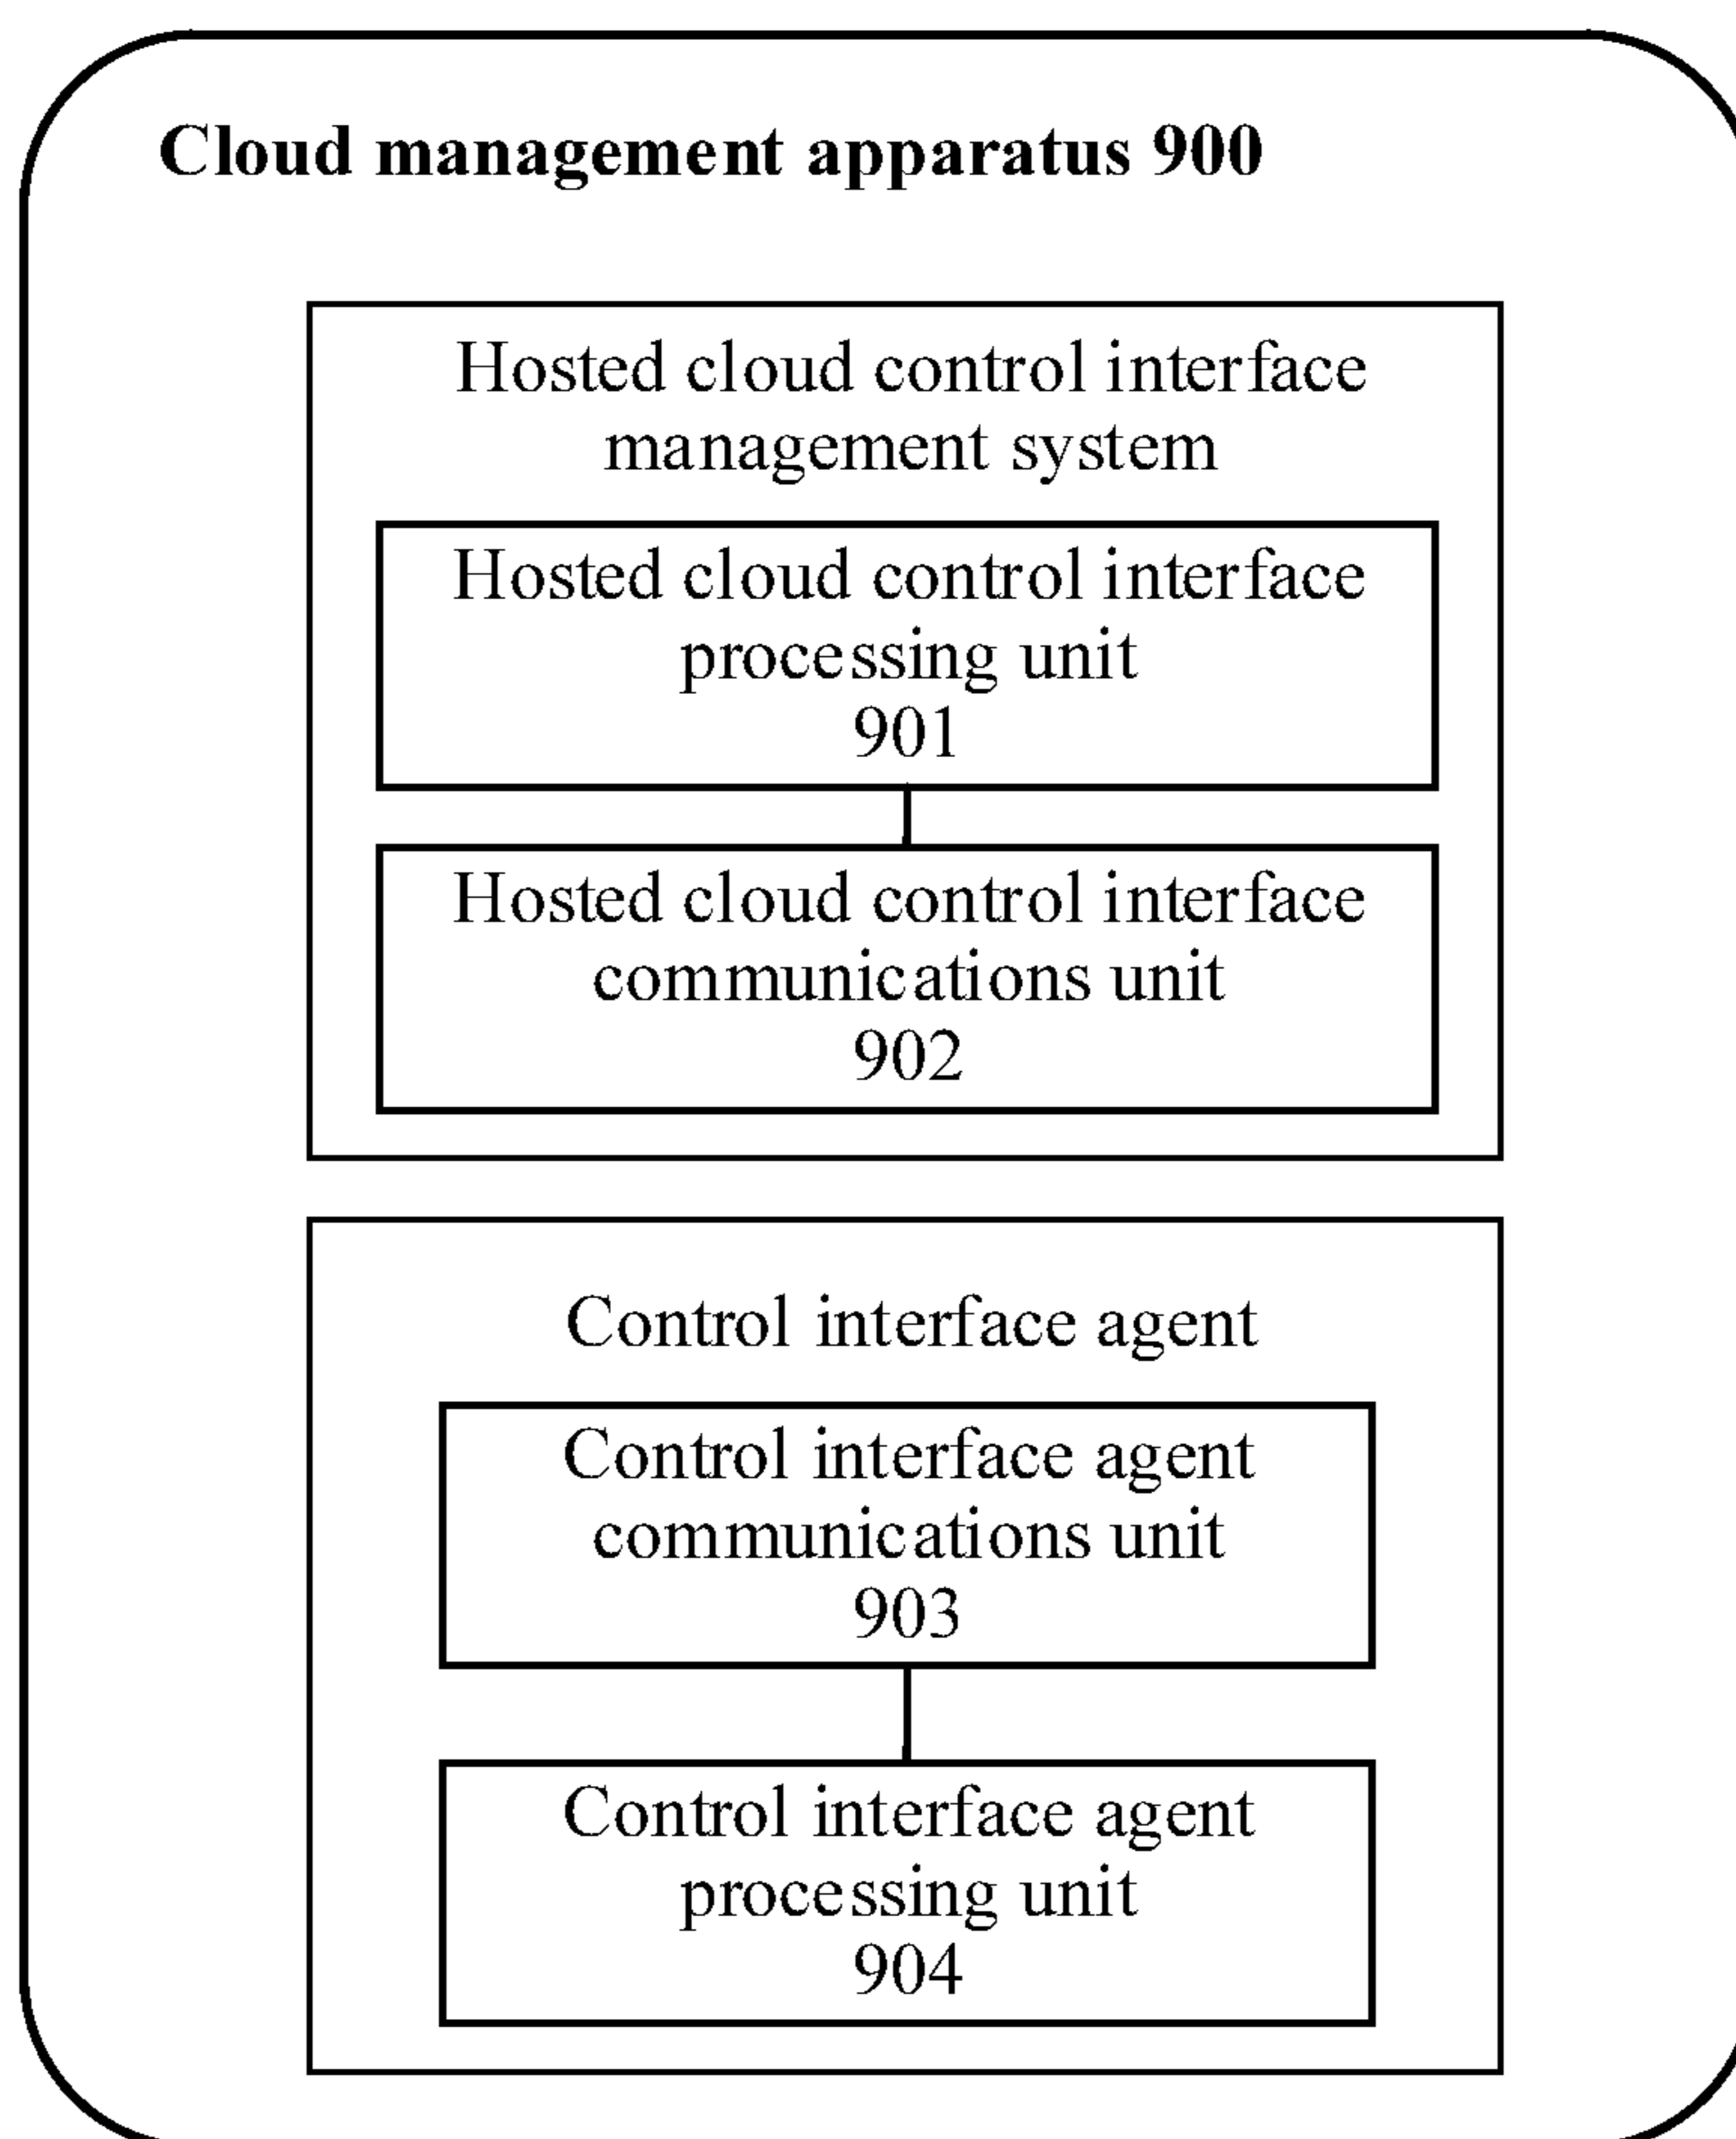 Cloud management apparatus 900
Hosted cloud control interface
management system
Hosted cloud control interface
processing unit
901
Hosted cloud control interface
communications unit
902
Control interface agent
Control interface agent
communications unit
903
Control interface agent
processing unit
904